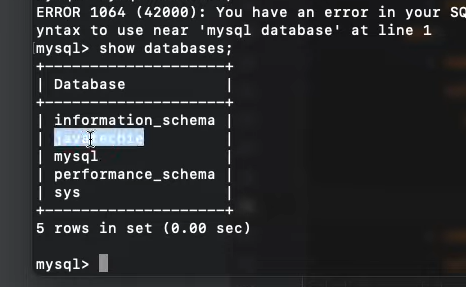 ERROR 1064 (42000): You have an error in your SQ
yntax to use near 'mysql database' at line 1
mysql> show databases;
+--------------------+
| Database           |
+--------------------+
| information_schema |
| |
| mysql              |
| performance_schema |
| sys                |
+--------------------+
5 rows in set (0.00 sec)
mysql>